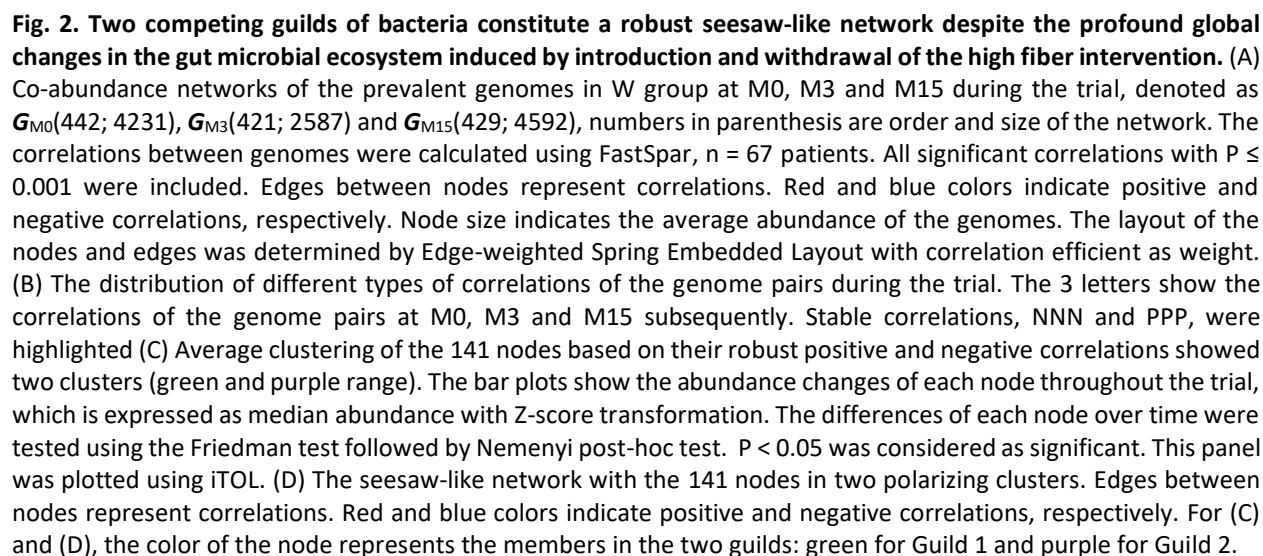 Fig. 2. Two competing guilds of bacteria constitute a robust seesaw-like network despite the profound global
changes in the gut microbial ecosystem induced by introduction and withdrawal of the high fiber intervention. (A)
Co-abundance networks of the prevalent genomes in W group at M0, M3 and M15 during the trial, denoted as
GM0(442; 4231), GM3(421; 2587) and GM15(429; 4592), numbers in parenthesis are order and size of the network. The
correlations between genomes were calculated using FastSpar, n = 67 patients. All significant correlations with P ≤
0.001 were included. Edges between nodes represent correlations. Red and blue colors indicate positive and
negative correlations, respectively. Node size indicates the average abundance of the genomes. The layout of the
nodes and edges was determined by Edge-weighted Spring Embedded Layout with correlation efficient as weight.
(B) The distribution of different types of correlations of the genome pairs during the trial. The 3 letters show the
correlations of the genome pairs at M0, M3 and M15 subsequently. Stable correlations, NNN and PPP, were
highlighted (C) Average clustering of the 141 nodes based on their robust positive and negative correlations showed
two clusters (green and purple range). The bar plots show the abundance changes of each node throughout the trial,
which is expressed as median abundance with Z-score transformation. The differences of each node over time were
tested using the Friedman test followed by Nemenyi post-hoc test. P < 0.05 was considered as significant. This panel
was plotted using iTOL. (D) The seesaw-like network with the 141 nodes in two polarizing clusters. Edges between
nodes represent correlations. Red and blue colors indicate positive and negative correlations, respectively. For (C)
and (D), the color of the node represents the members in the two guilds: green for Guild 1 and purple for Guild 2.